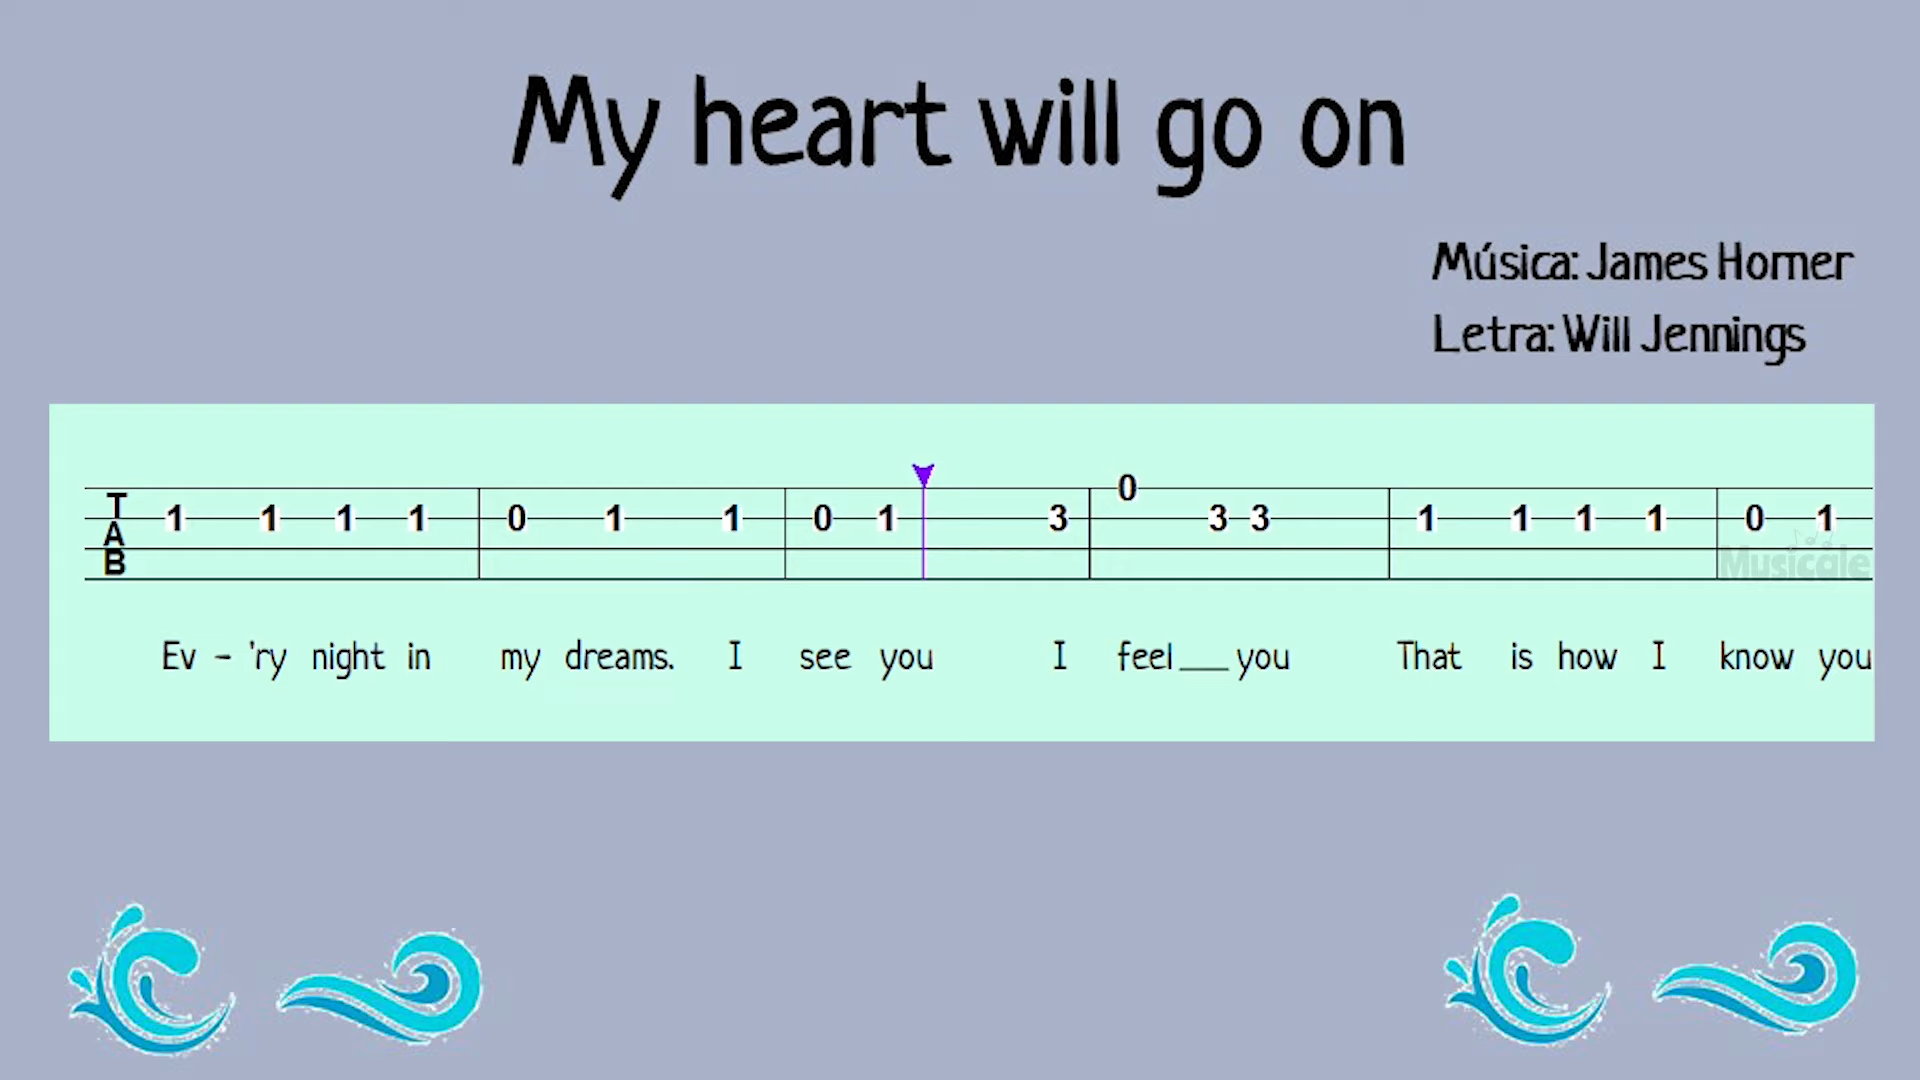 My heart will go on
Música: James Horner
Letra: Will Jennings
0
T 1 1 1 1 0 1 1 0 1 3 3 3 1 1 1 1 0 1
A
B Musicale
Ev - 'ry night in my dreams. I see you I feel___you That is how I know you